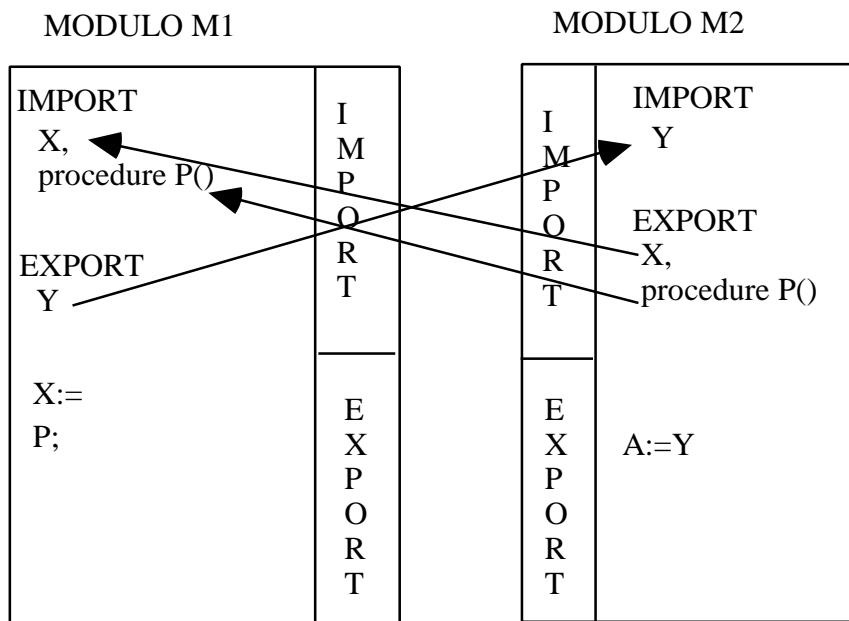 MODULO M1
IMPORT
X,
procedure P()
EXPORT
Y
X:=
P;
I
M
P
O
R
T
E
X
P
O
R
T
MODULO M2
I
M
P
O
R
T
E
X
P
O
R
T
IMPORT
Y
EXPORT
X,
procedure P()
A:=Y